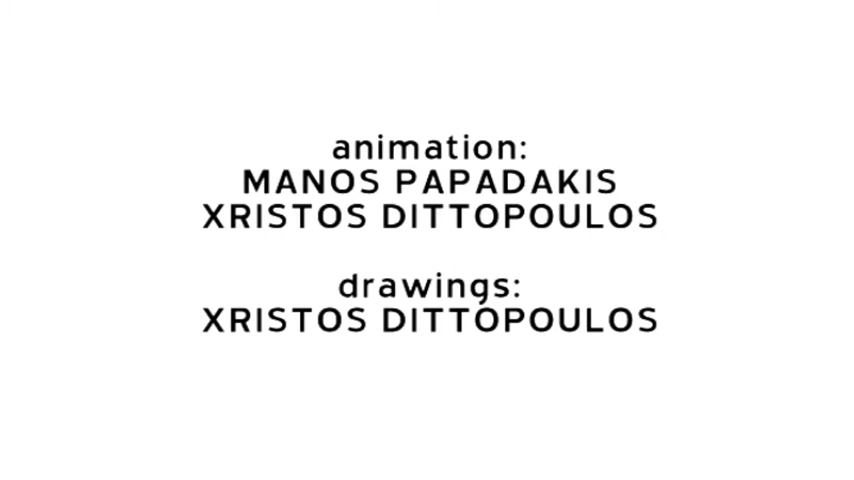 animation:
MANOS PAPADAKIS
XRISTOS DITTOPOULOS
drawings:
XRISTOS DITTOPOULOS